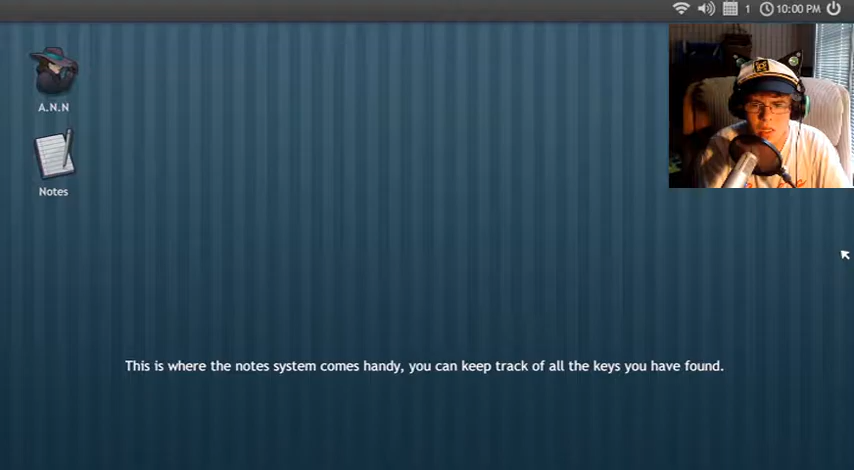 1 10:00 PM
A.N.N
Notes
This is where the notes system comes handy, you can keep track of all the keys you have found.